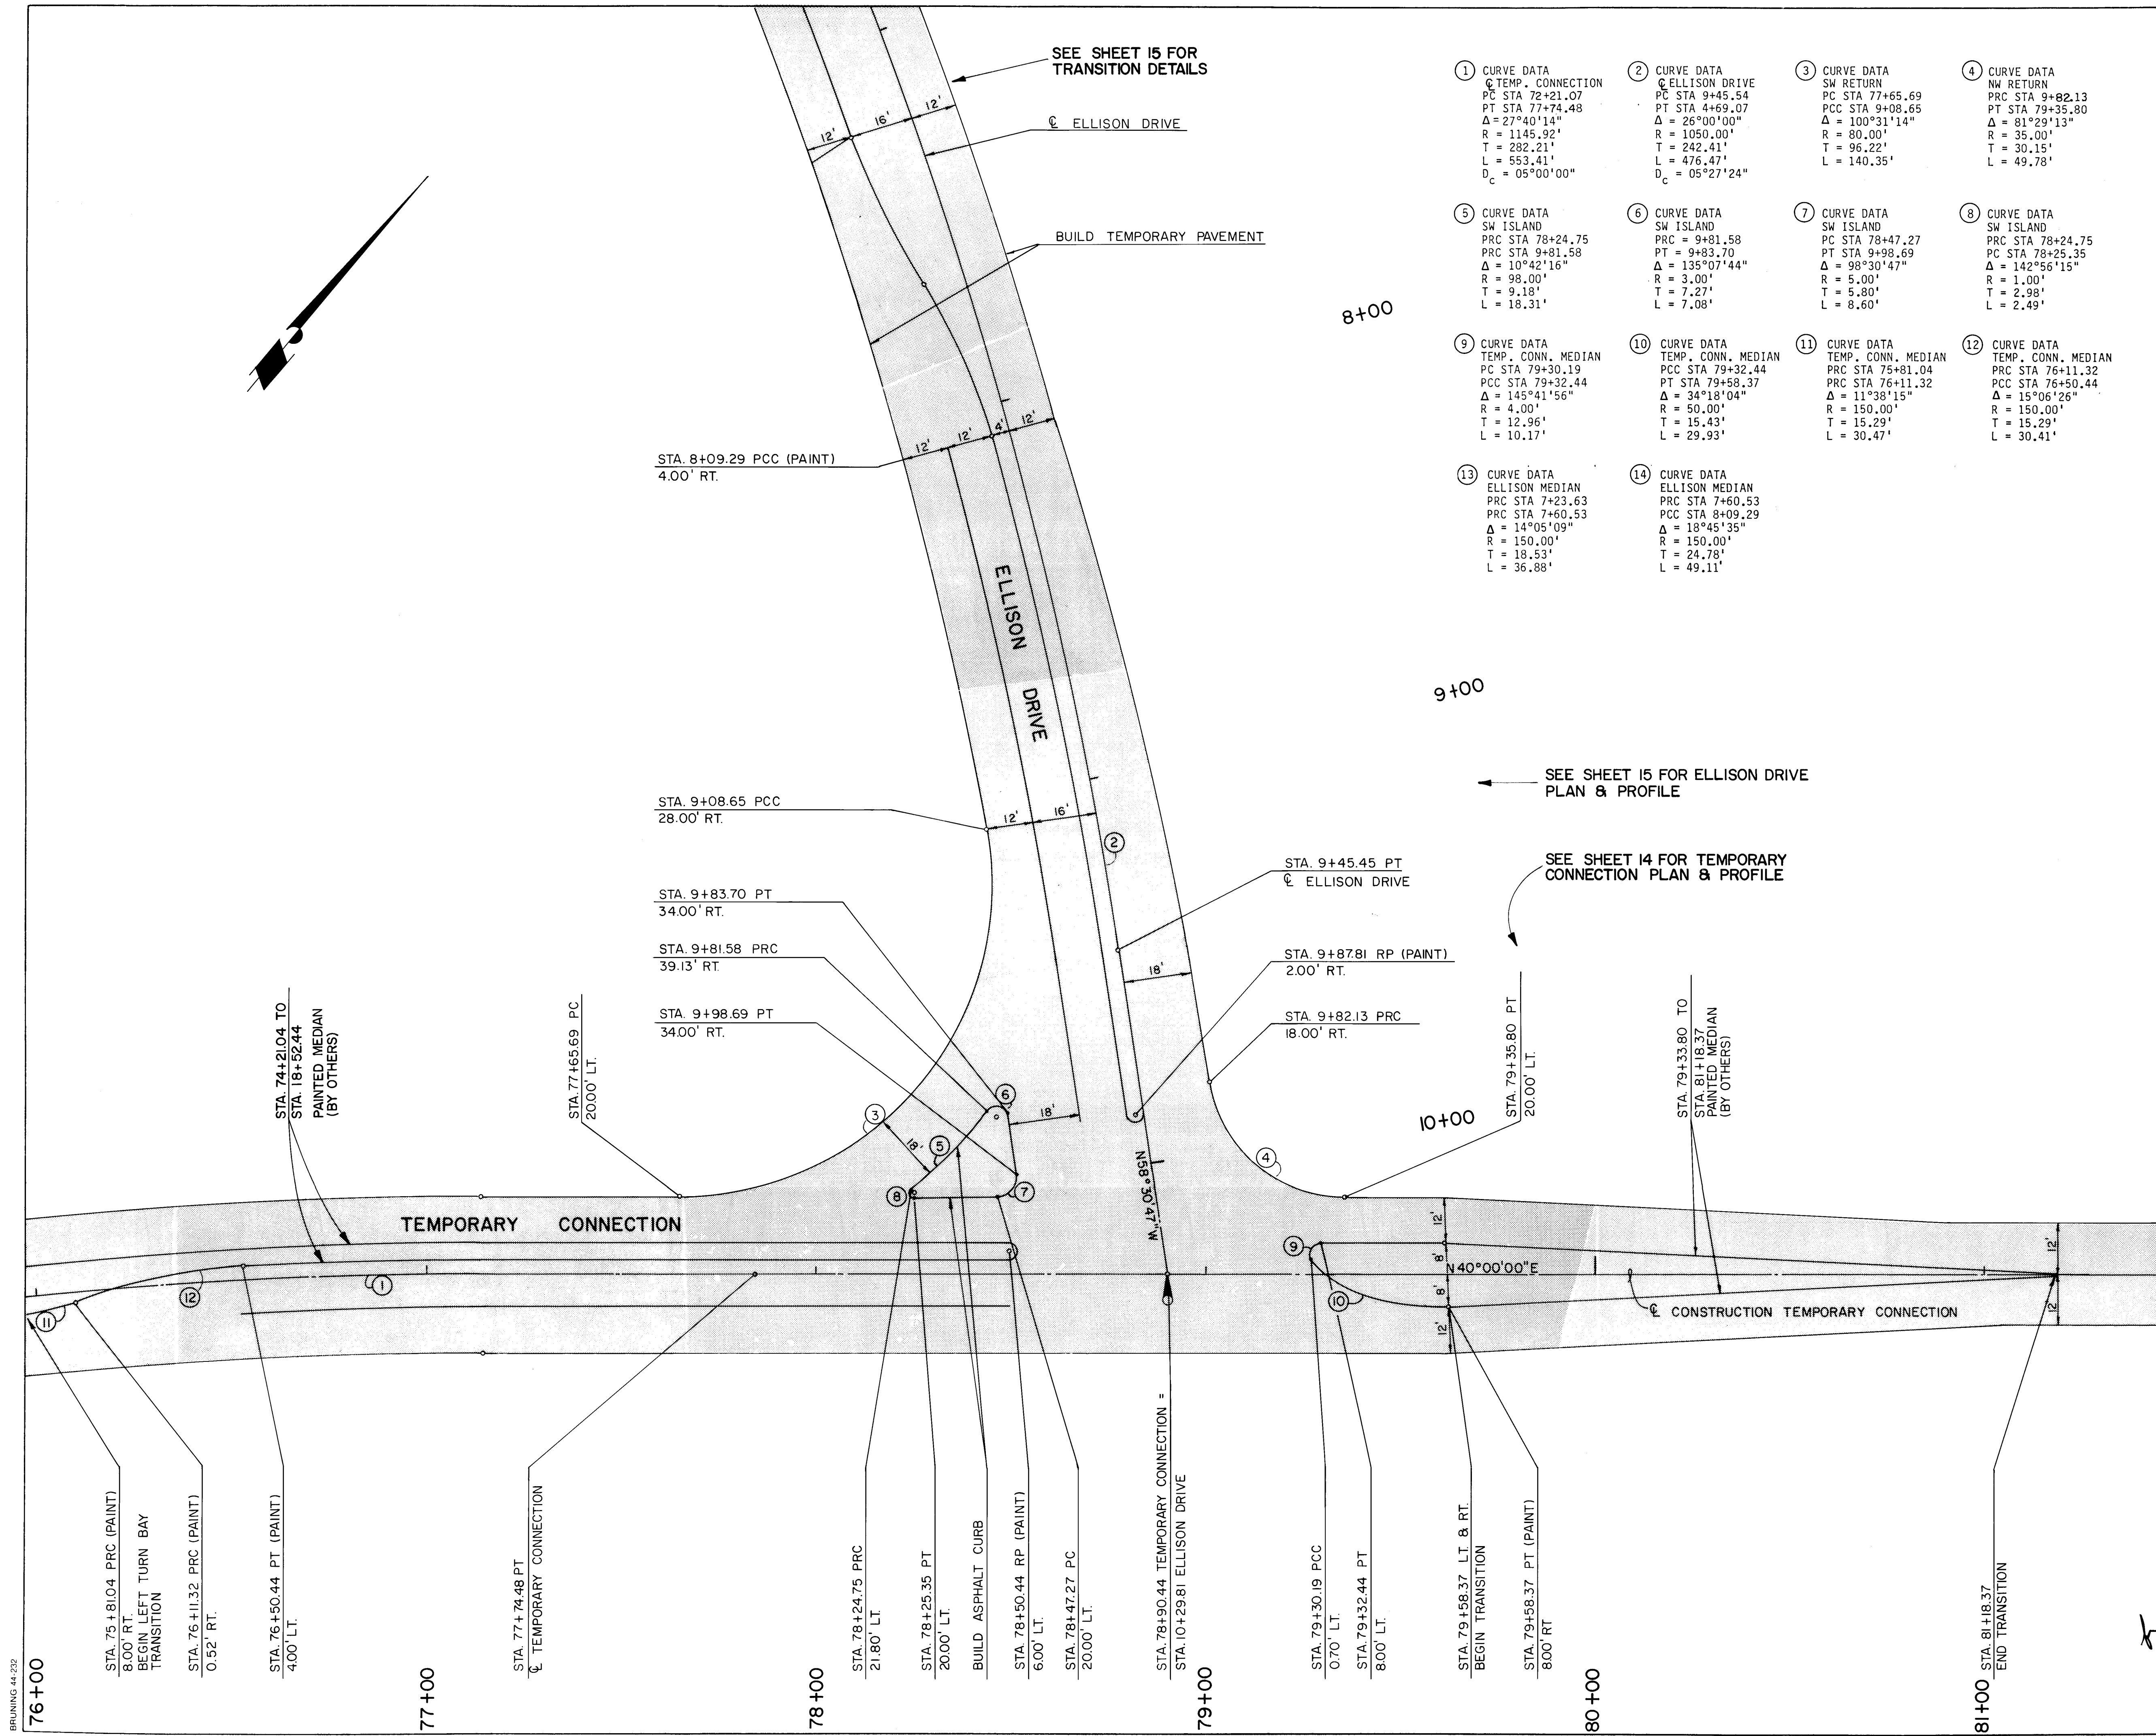 SEE SHEET 15 FOR
TRANSITION DETAILS
12'
16'
12'
℄ ELLISON DRIVE
BUILD TEMPORARY PAVEMENT
8+00
① CURVE DATA
℄ TEMP. CONNECTION
PC STA 72+21.07
PT STA 77+74.48
Δ = 27°40'14"
R = 1145.92'
T = 282.21'
L = 553.41'
Dc = 05°00'00"
② CURVE DATA
℄ ELLISON DRIVE
PC STA 9+45.54
PT STA 4+69.07
Δ = 26°00'00"
R = 1050.00'
T = 242.41'
L = 476.47'
Dc = 05°27'24"
③ CURVE DATA
SW RETURN
PC STA 77+65.69
PCC STA 9+08.65
Δ = 100°31'14"
R = 80.00'
T = 96.22'
L = 140.35'
④ CURVE DATA
NW RETURN
PRC STA 9+82.13
PT STA 79+35.80
Δ = 81°29'13"
R = 35.00'
T = 30.15'
L = 49.78'
⑤ CURVE DATA
SW ISLAND
PRC STA 78+24.75
PRC STA 9+81.58
Δ = 10°42'16"
R = 98.00'
T = 9.18'
L = 18.31'
⑥ CURVE DATA
SW ISLAND
PRC = 9+81.58
PT = 9+83.70
Δ = 135°07'44"
R = 3.00'
T = 7.27'
L = 7.08'
⑦ CURVE DATA
SW ISLAND
PC STA 78+47.27
PT STA 9+98.69
Δ = 98°30'47"
R = 5.00'
T = 5.80'
L = 8.60'
⑧ CURVE DATA
SW ISLAND
PRC STA 78+24.75
PC STA 78+25.35
Δ = 142°56'15"
R = 1.00'
T = 2.98'
L = 2.49'
⑨ CURVE DATA
TEMP. CONN. MEDIAN
PC STA 79+30.19
PCC STA 79+32.44
Δ = 145°41'56"
R = 4.00'
T = 12.96'
L = 10.17'
⑩ CURVE DATA
TEMP. CONN. MEDIAN
PCC STA 79+32.44
PT STA 79+58.37
Δ = 34°18'04"
R = 50.00'
T = 15.43'
L = 29.93'
⑪ CURVE DATA
TEMP. CONN. MEDIAN
PRC STA 75+81.04
PRC STA 76+11.32
Δ = 11°38'15"
R = 150.00'
T = 15.29'
L = 30.47'
⑫ CURVE DATA
TEMP. CONN. MEDIAN
PRC STA 76+11.32
PCC STA 76+50.44
Δ = 15°06'26"
R = 150.00'
T = 15.29'
L = 30.41'
⑬ CURVE DATA
ELLISON MEDIAN
PRC STA 7+23.63
PRC STA 7+60.53
Δ = 14°05'09"
R = 150.00'
T = 18.53'
L = 36.88'
⑭ CURVE DATA
ELLISON MEDIAN
PRC STA 7+60.53
PCC STA 8+09.29
Δ = 18°45'35"
R = 150.00'
T = 24.78'
L = 49.11'
12'
12'
4'
12'
STA. 8+09.29 PCC (PAINT)
4.00' RT.
ELLISON DRIVE
9+00
SEE SHEET 15 FOR ELLISON DRIVE
PLAN & PROFILE
STA. 9+08.65 PCC
28.00' RT.
12'
16'
②
SEE SHEET 14 FOR TEMPORARY
CONNECTION PLAN & PROFILE
STA. 9+45.45 PT
℄ ELLISON DRIVE
STA. 9+83.70 PT
34.00' RT.
STA. 9+81.58 PRC
39.13' RT.
STA. 9+87.81 RP (PAINT)
2.00' RT.
18'
STA. 9+98.69 PT
34.00' RT.
STA. 9+82.13 PRC
18.00' RT.
STA. 74+21.04 TO
STA. 18+52.44
PAINTED MEDIAN
(BY OTHERS)
STA. 77+65.69 PC
20.00' LT.
STA. 79+35.80 PT
20.00' LT.
STA. 79+33.80 TO
STA. 81+18.37
PAINTED MEDIAN
(BY OTHERS)
10+00
③
18'
⑤
⑥
18'
④
⑧
⑦
N58°30'47"W
TEMPORARY CONNECTION
⑨
12'
8'
N40°00'00"E
8'
12'
12'
12'
①
⑫
⑪
⑩
℄ CONSTRUCTION TEMPORARY CONNECTION
STA. 75+81.04 PRC (PAINT)
8.00' RT.
BEGIN LEFT TURN BAY
TRANSITION
STA. 76+11.32 PRC (PAINT)
0.52' RT.
STA. 76+50.44 PT (PAINT)
4.00' LT.
STA. 77+74.48 PT
℄ TEMPORARY CONNECTION
STA. 78+24.75 PRC
21.80' LT.
STA. 78+25.35 PT
20.00' LT.
BUILD ASPHALT CURB
STA. 78+50.44 RP (PAINT)
6.00' LT.
STA. 78+47.27 PC
20.00' LT.
STA. 78+90.44 TEMPORARY CONNECTION =
STA. 10+29.81 ELLISON DRIVE
STA. 79+30.19 PCC
0.70' LT.
STA. 79+32.44 PT
8.00' LT.
STA. 79+58.37 LT. & RT.
BEGIN TRANSITION
STA. 79+58.37 PT (PAINT)
8.00' RT
STA. 81+18.37
END TRANSITION
76+00
77+00
78+00
79+00
80+00
81+00
BRUNING 44-232